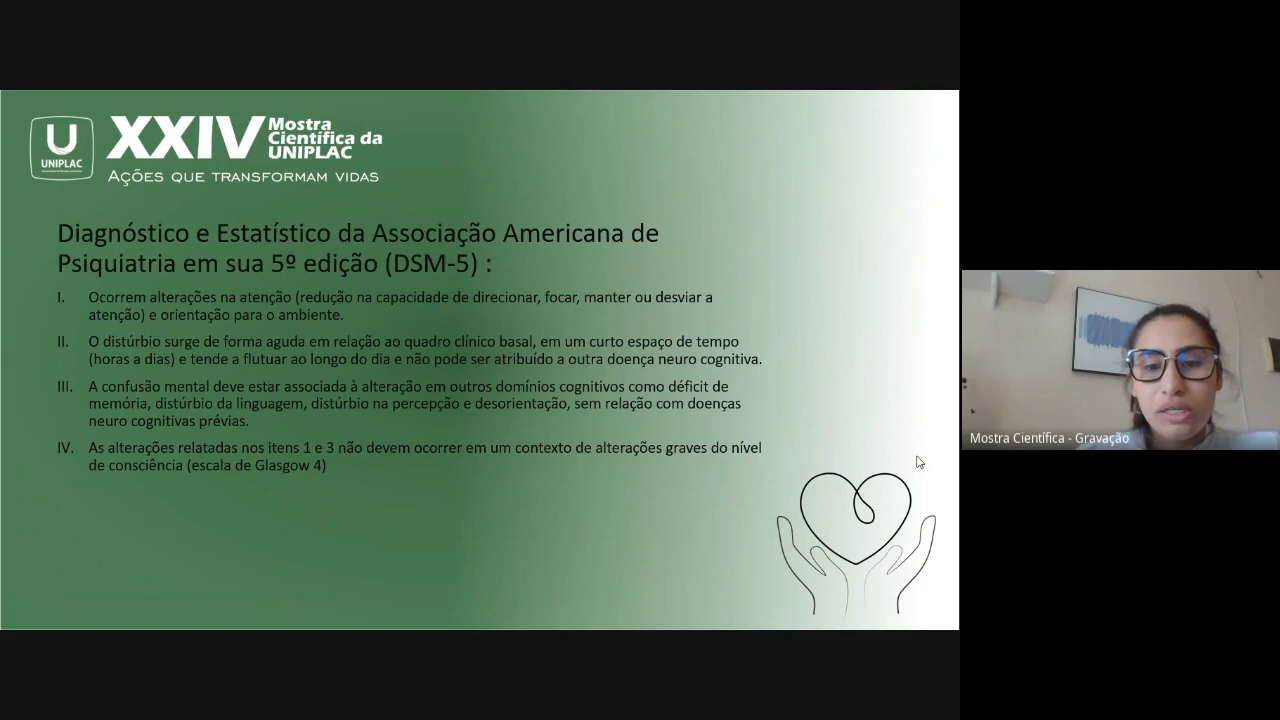 U
UNIPLAC
XXIV Mostra
Científica da
UNIPLAC
AÇÕES QUE TRANSFORMAM VIDAS
Diagnóstico e Estatístico da Associação Americana de
Psiquiatria em sua 5º edição (DSM-5) :
I. Ocorrem alterações na atenção (redução na capacidade de direcionar, focar, manter ou desviar a
atenção) e orientação para o ambiente.
II. O distúrbio surge de forma aguda em relação ao quadro clínico basal, em um curto espaço de tempo
(horas a dias) e tende a flutuar ao longo do dia e não pode ser atribuído a outra doença neuro cognitiva.
III. A confusão mental deve estar associada à alteração em outros domínios cognitivos como déficit de
memória, distúrbio da linguagem, distúrbio na percepção e desorientação, sem relação com doenças
neuro cognitivas prévias.
IV. As alterações relatadas nos itens 1 e 3 não devem ocorrer em um contexto de alterações graves do nível
de consciência (escala de Glasgow 4)
Mostra Científica - Gravação